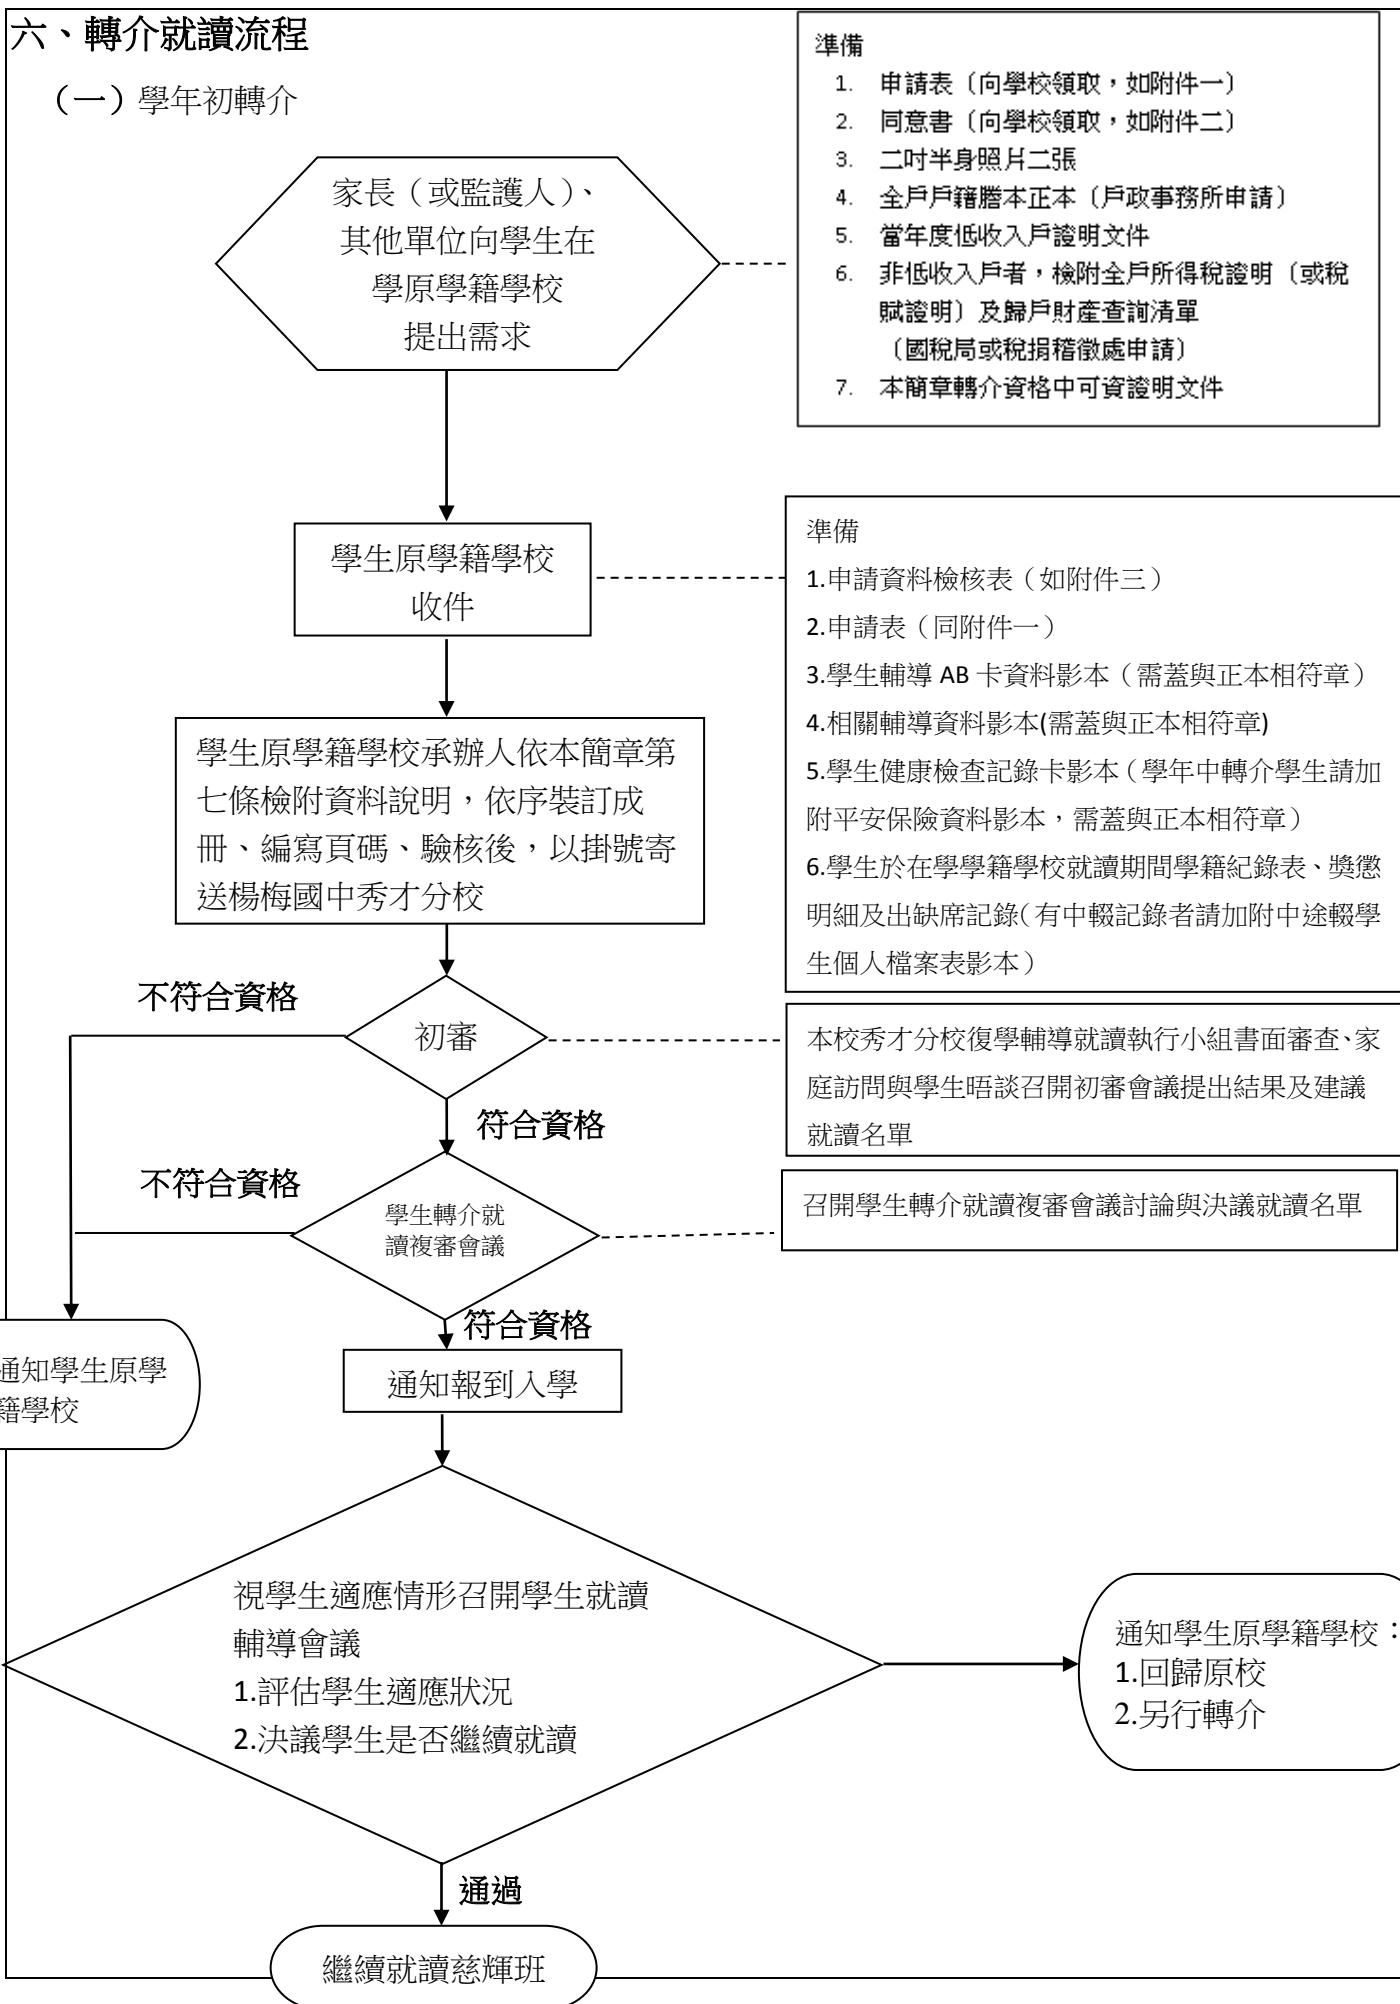 六、轉介就讀流程
（一）學年初轉介
家長（或監護人）、
其他單位向學生在
學原學籍學校
提出需求
準備
1. 申請表〔向學校領取，如附件一〕
2. 同意書〔向學校領取，如附件二〕
3. 二吋半身照片二張
4. 全戶戶籍謄本正本〔戶政事務所申請〕
5. 當年度低收入戶證明文件
6. 非低收入戶者，檢附全戶所得稅證明〔或稅
賦證明〕及歸戶財產查詢清單
〔國稅局或稅捐稽徵處申請〕
7. 本簡章轉介資格中可資證明文件
學生原學籍學校
收件
準備
1.申請資料檢核表（如附件三）
2.申請表（同附件一）
3.學生輔導 AB 卡資料影本（需蓋與正本相符章）
4.相關輔導資料影本(需蓋與正本相符章)
5.學生健康檢查記錄卡影本（學年中轉介學生請加
附平安保險資料影本，需蓋與正本相符章）
6.學生於在學學籍學校就讀期間學籍紀錄表、獎懲
明細及出缺席記錄（有中輟記錄者請加附中途輟學
生個人檔案表影本）
學生原學籍學校承辦人依本簡章第
七條檢附資料說明，依序裝訂成
冊、編寫頁碼、驗核後，以掛號寄
送楊梅國中秀才分校
不符合資格
初審
本校秀才分校復學輔導就讀執行小組書面審查、家
庭訪問與學生晤談召開初審會議提出結果及建議
就讀名單
符合資格
不符合資格
學生轉介就
讀複審會議
召開學生轉介就讀複審會議討論與決議就讀名單
符合資格
通知學生原學
籍學校
通知報到入學
視學生適應情形召開學生就讀
輔導會議
1.評估學生適應狀況
2.決議學生是否繼續就讀
通知學生原學籍學校：
1.回歸原校
2.另行轉介
通過
繼續就讀慈輝班